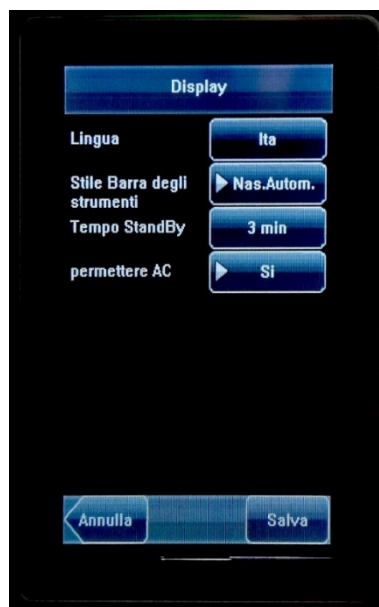 Display
Lingua
Ita
Stile Barra degli
strumenti
Nas.Autom.
Tempo StandBy
3 min
permettere AC
Si
Annulla
Salva